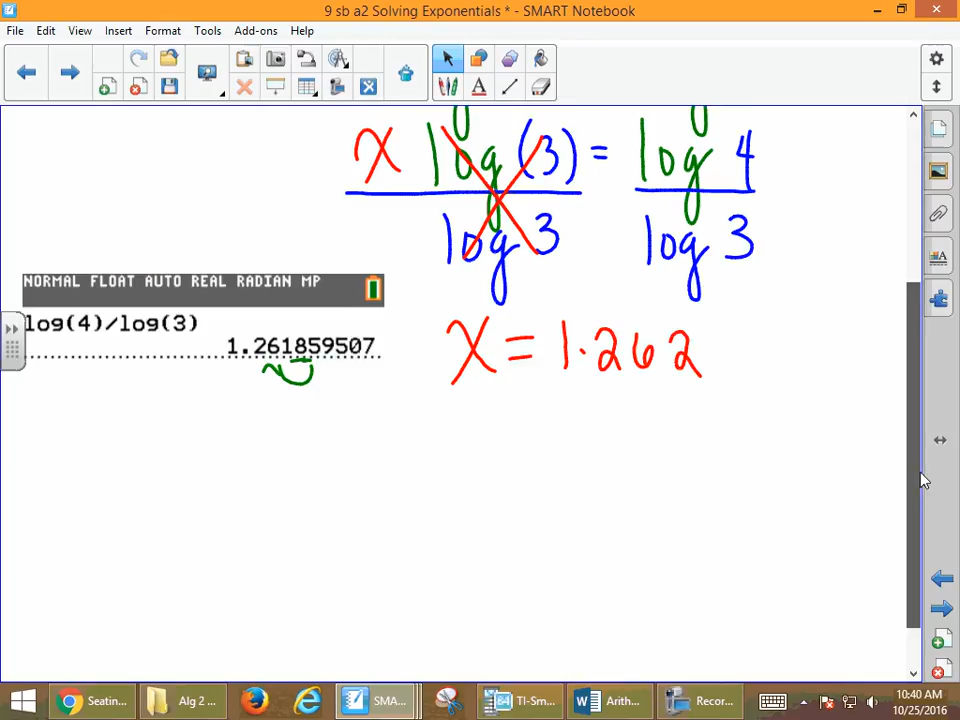 9 sb a2 Solving Exponentials * - SMART Notebook
File Edit View Insert Format Tools Add-ons Help
x log (3) = log 4
log 3 log 3
NORMAL FLOAT AUTO REAL RADIAN MP
log(4)/log(3)
1.261859507
x = 1.262
Seatin...
Alg 2 ...
SMA...
TI-Sm...
Arith...
Recor...
10:40 AM
10/25/2016